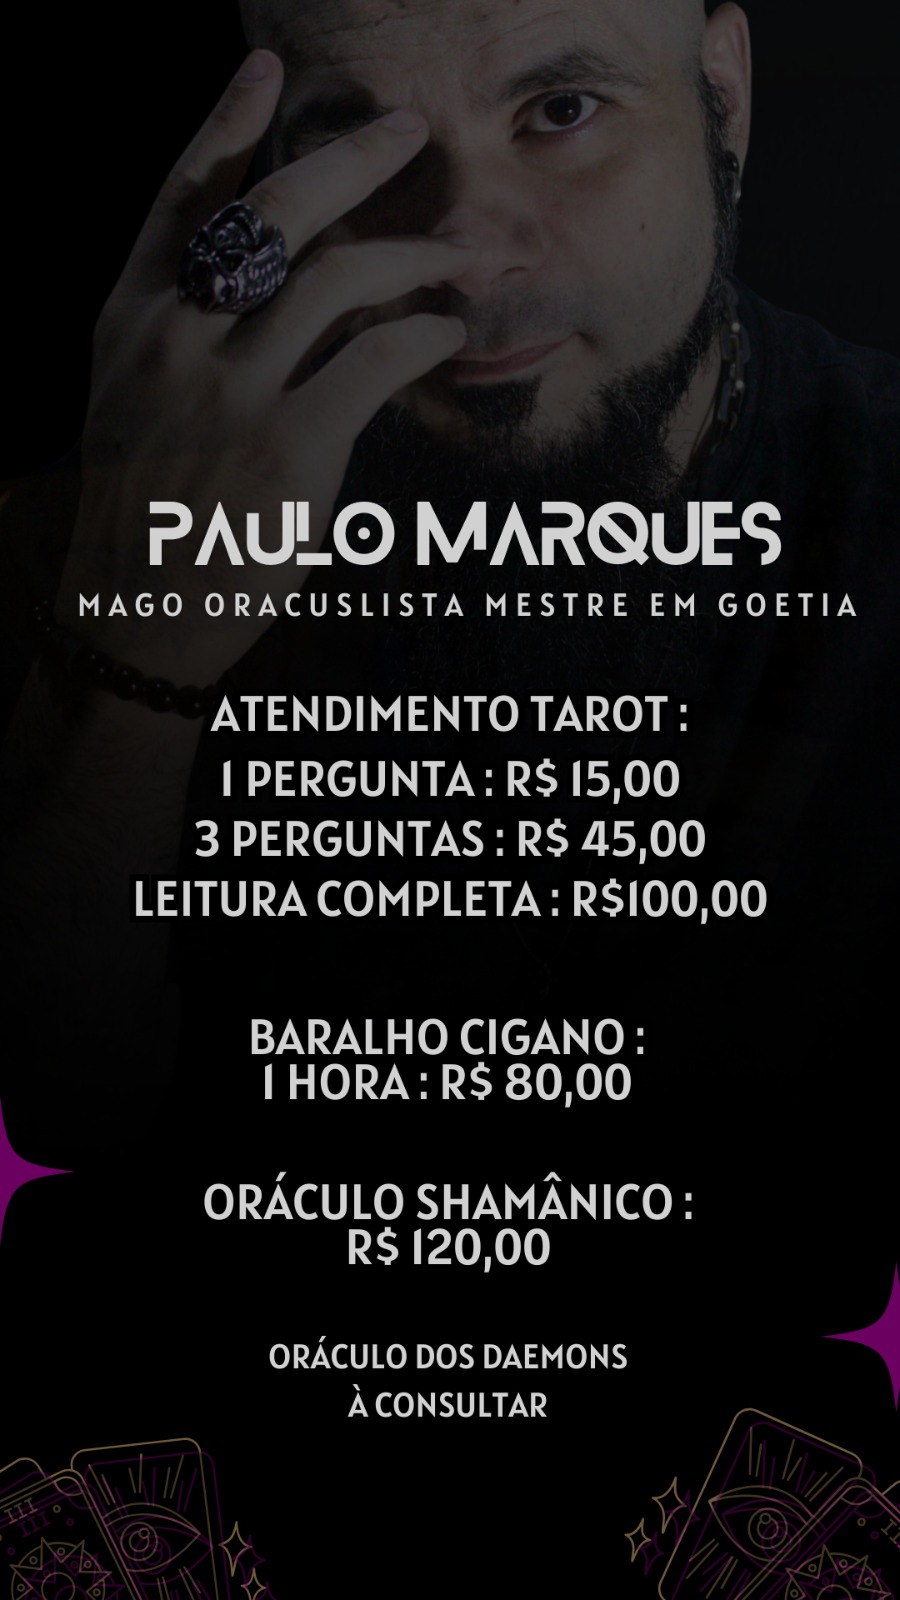 PAULO MARQUES
MAGO ORACUSLISTA MESTRE EM GOETIA
ATENDIMENTO TAROT :
1 PERGUNTA : R$ 15,00
3 PERGUNTAS : R$ 45,00
LEITURA COMPLETA : R$100,00
BARALHO CIGANO :
1 HORA : R$ 80,00
ORÁCULO SHAMÂNICO :
R$ 120,00
ORÁCULO DOS DAEMONS
À CONSULTAR
III